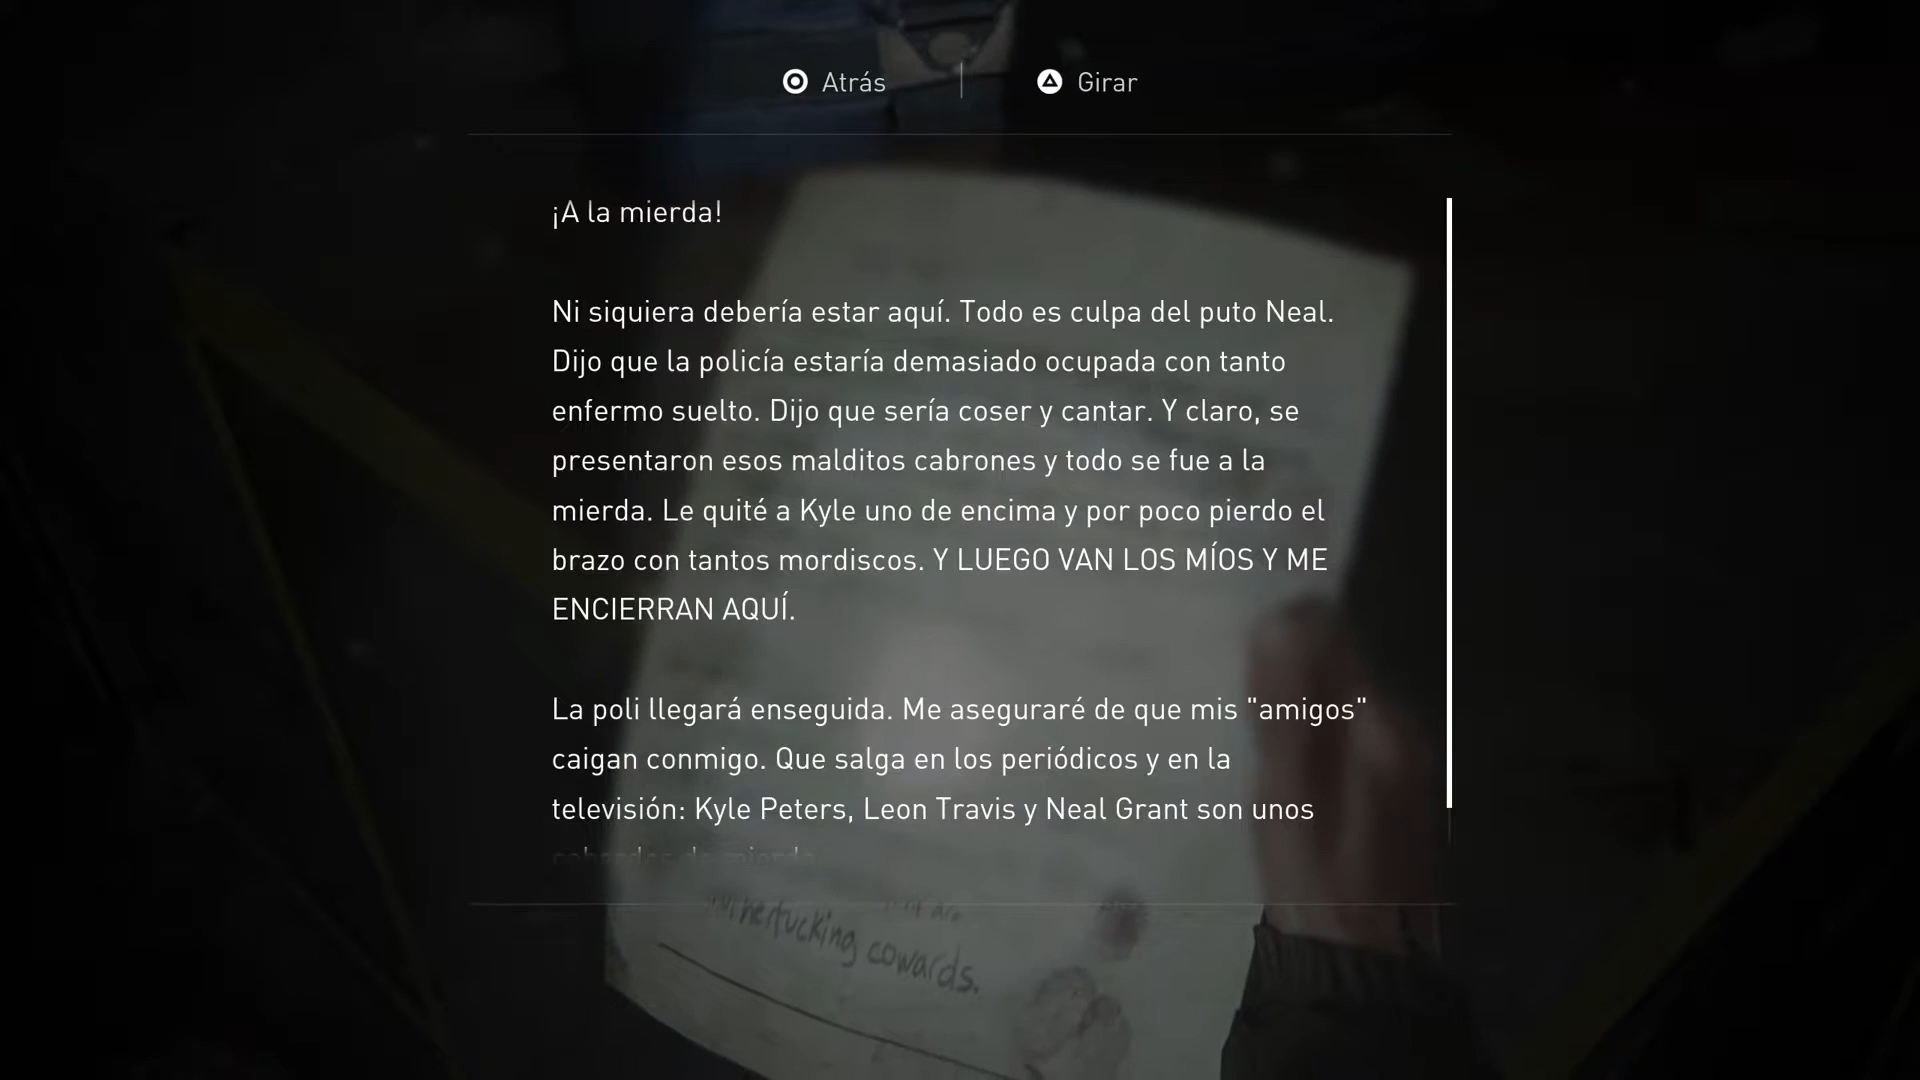 Atrás | Girar
¡A la mierda!
Ni siquiera debería estar aquí. Todo es culpa del puto Neal.
Dijo que la policía estaría demasiado ocupada con tanto
enfermo suelto. Dijo que sería coser y cantar. Y claro, se
presentaron esos malditos cabrones y todo se fue a la
mierda. Le quité a Kyle uno de encima y por poco pierdo el
brazo con tantos mordiscos. Y LUEGO VAN LOS MÍOS Y ME
ENCIERRAN AQUÍ.
La poli llegará enseguida. Me aseguraré de que mis "amigos"
caigan conmigo. Que salga en los periódicos y en la
televisión: Kyle Peters, Leon Travis y Neal Grant son unos
cobardes de mierda.
motherfucking cowards.